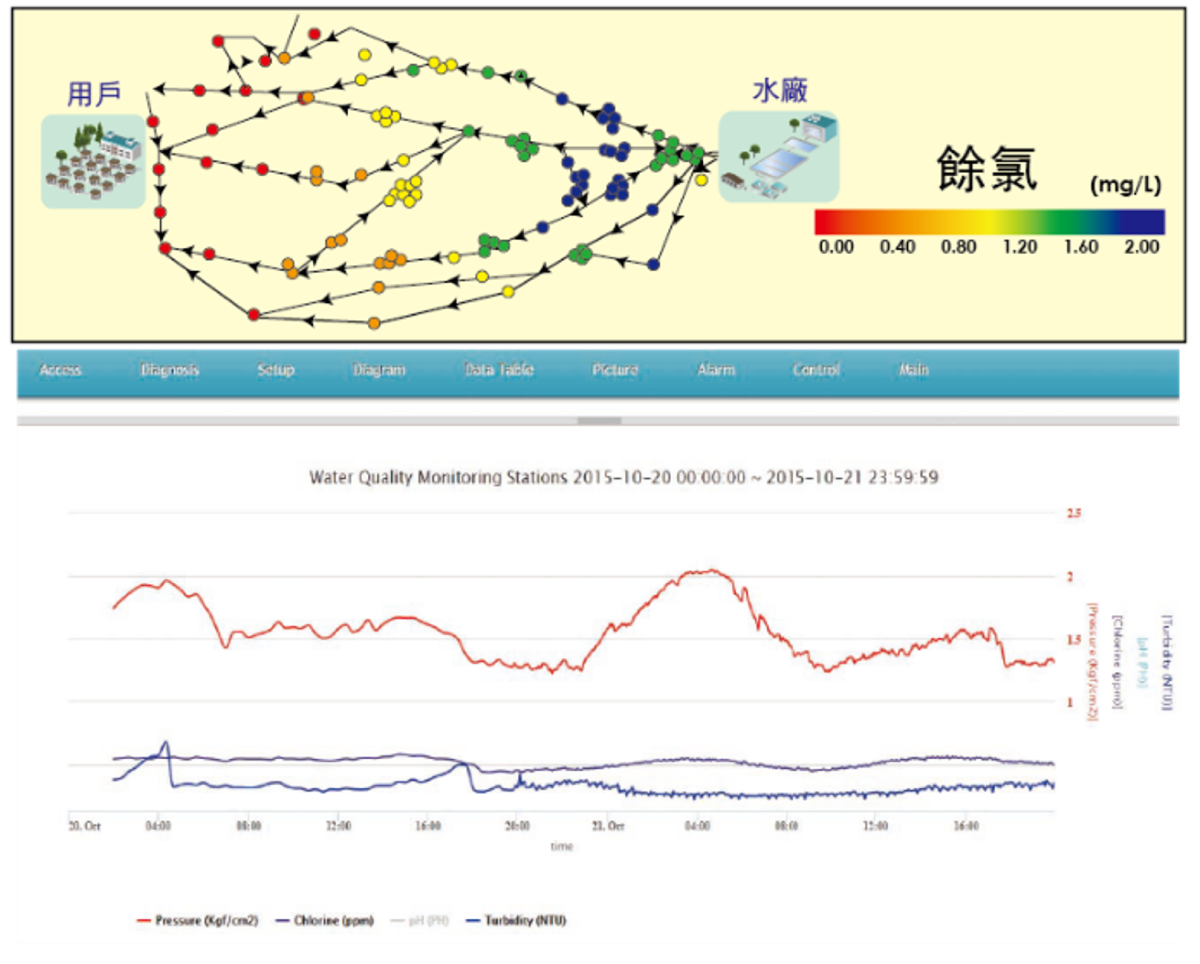 用戶
水廠
餘氯 (mg/L)
0.00 0.40 0.80 1.20 1.60 2.00
Access Diagnosis Setup Diagram Data Table Picture Alarm Control Main
Water Quality Monitoring Stations 2015-10-20 00:00:00 ~ 2015-10-21 23:59:59
2.5
2
1.5
1
[Pressure (Kgf/cm2)]
[Chlorine (ppm)]
[pH (PH)]
[Turbidity (NTU)]
20. Oct 04:00 08:00 12:00 16:00 20:00 21. Oct 04:00 08:0 12:00 16:00
time
Pressure (Kgf/cm2) Chlorine (ppm) pH (PH) Turbidity (NTU)